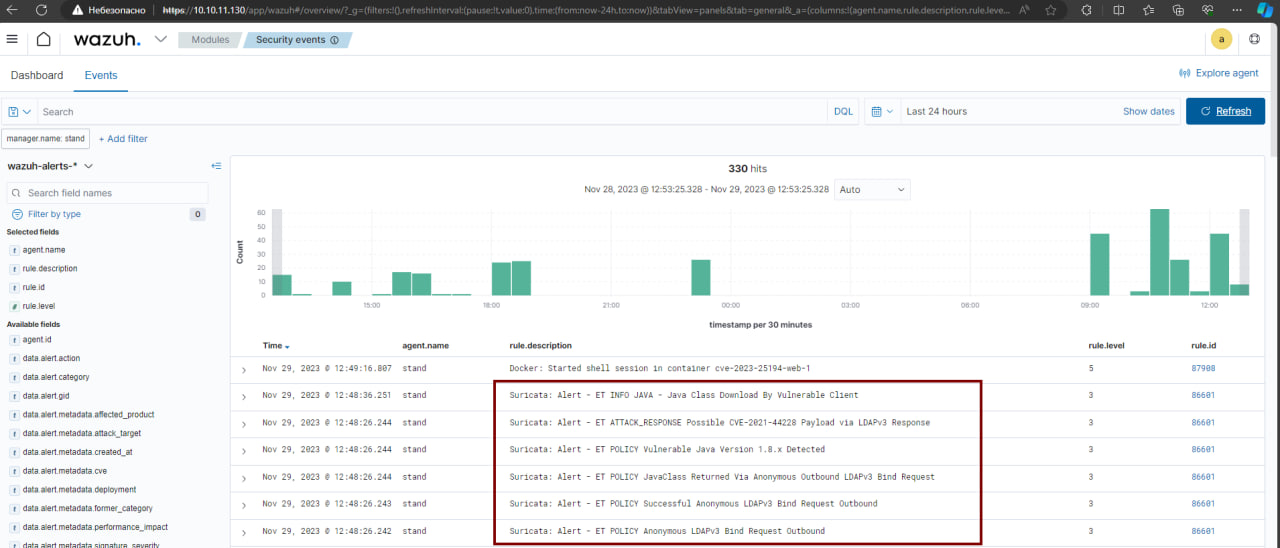 Небезопасно https://10.10.11.130/app/wazuh#/overview/?_g=(filters:!(),refreshInterval:(pause:!t,value:0),time:(from:now-24h,to:now))&tabView=panels&tab=general&_a=(columns:!(agent.name,rule.description,rule.leve...
wazuh. Modules Security events a
Dashboard Events Explore agent
Search DQL Last 24 hours Show dates Refresh
manager.name: stand + Add filter
wazuh-alerts-*
Search field names
Filter by type 0
Selected fields
t agent.name
t rule.description
t rule.id
# rule.level
Available fields
t agent.id
t data.alert.action
t data.alert.category
t data.alert.gid
t data.alert.metadata.affected_product
t data.alert.metadata.attack_target
t data.alert.metadata.created_at
t data.alert.metadata.cve
t data.alert.metadata.deployment
t data.alert.metadata.former_category
t data.alert.metadata.performance_impact
data.alert.metadata.signature_severity
330 hits
Nov 28, 2023 @ 12:53:25.328 - Nov 29, 2023 @ 12:53:25.328 Auto
Count
60
50
40
30
20
10
0
15:00 18:00 21:00 00:00 03:00 06:00 09:00 12:00
timestamp per 30 minutes
Time agent.name rule.description rule.level rule.id
Nov 29, 2023 @ 12:49:16.807 stand Docker: Started shell session in container cve-2023-25194-web-1 5 87908
Nov 29, 2023 @ 12:48:36.251 stand Suricata: Alert - ET INFO JAVA - Java Class Download By Vulnerable Client 3 86601
Nov 29, 2023 @ 12:48:26.244 stand Suricata: Alert - ET ATTACK_RESPONSE Possible CVE-2021-44228 Payload via LDAPv3 Response 3 86601
Nov 29, 2023 @ 12:48:26.244 stand Suricata: Alert - ET POLICY Vulnerable Java Version 1.8.x Detected 3 86601
Nov 29, 2023 @ 12:48:26.244 stand Suricata: Alert - ET POLICY JavaClass Returned Via Anonymous Outbound LDAPv3 Bind Request 3 86601
Nov 29, 2023 @ 12:48:26.243 stand Suricata: Alert - ET POLICY Successful Anonymous LDAPv3 Bind Request Outbound 3 86601
Nov 29, 2023 @ 12:48:26.242 stand Suricata: Alert - ET POLICY Anonymous LDAPv3 Bind Request Outbound 3 86601